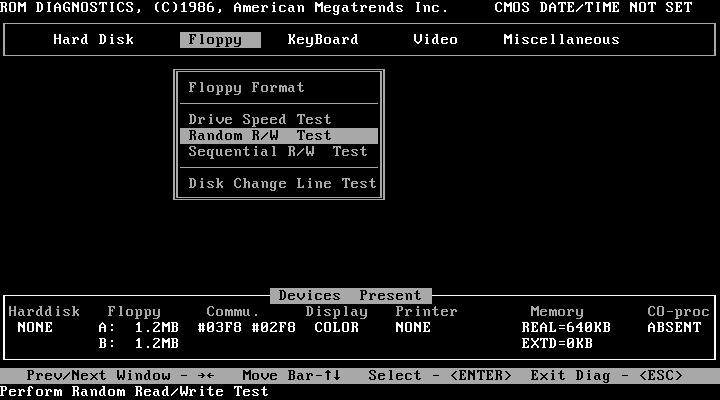 ROM DIAGNOSTICS, (C)1986, American Megatrends Inc. CMOS DATE/TIME NOT SET
Hard Disk Floppy KeyBoard Video Miscellaneous
Floppy Format
Drive Speed Test
Random R/W Test
Sequential R/W Test
Disk Change Line Test
Devices Present
Harddisk Floppy Commu. Display Printer Memory CO-proc
NONE A: 1.2MB #03F8 #02F8 COLOR NONE REAL=640KB ABSENT
B: 1.2MB EXTD=0KB
Prev/Next Window - →← Move Bar-↑↓ Select - <ENTER> Exit Diag - <ESC>
Perform Random Read/Write Test